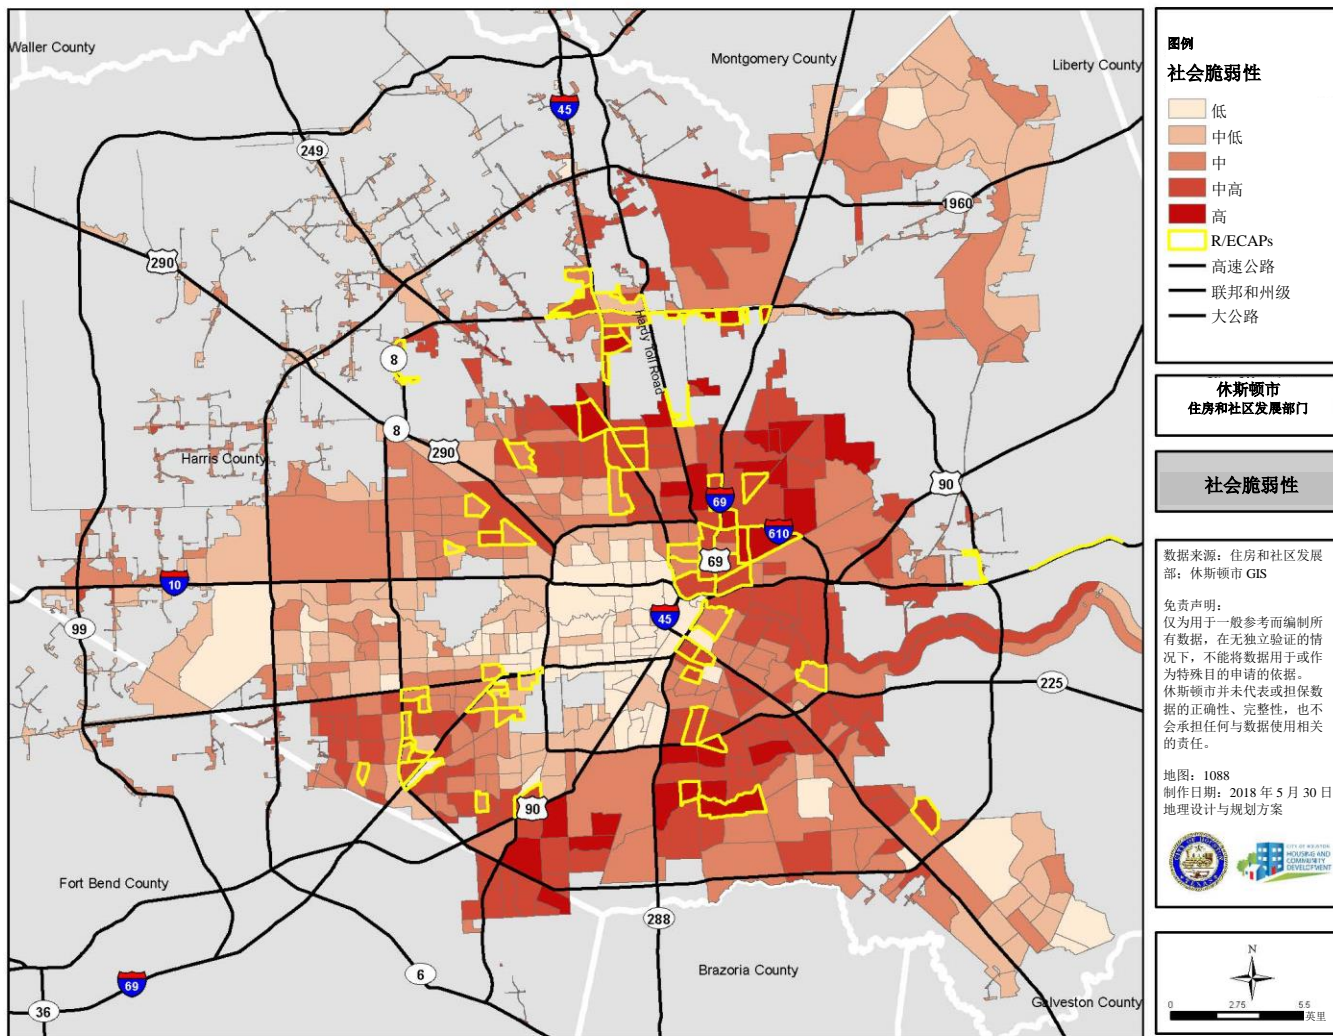 Waller County
Montgomery County
Liberty County
45
249
1960
290
290
8
Hardy Toll Road
8
290
Harris County
90
69
610
69
10
45
99
225
90
Fort Bend County
288
6
Brazoria County
69
36
Galveston County
图例
社会脆弱性
低
中低
中
中高
高
R/ECAPs
高速公路
联邦和州级
大公路
休斯顿市
住房和社区发展部门
社会脆弱性
数据来源：住房和社区发展
部；休斯顿市 GIS
免责声明：
仅为用于一般参考而编制所
有数据，在无独立验证的情
况下，不能将数据用于或作
为特殊目的申请的依据。
休斯顿市并未代表或担保数
据的正确性、完整性，也不
会承担任何与数据使用相关
的责任。
地图：1088
制作日期：2018 年 5 月 30 日
地理设计与规划方案
CITY OF HOUSTON
HOUSING AND
COMMUNITY
DEVELOPMENT
N
0 2.75 5.5
英里